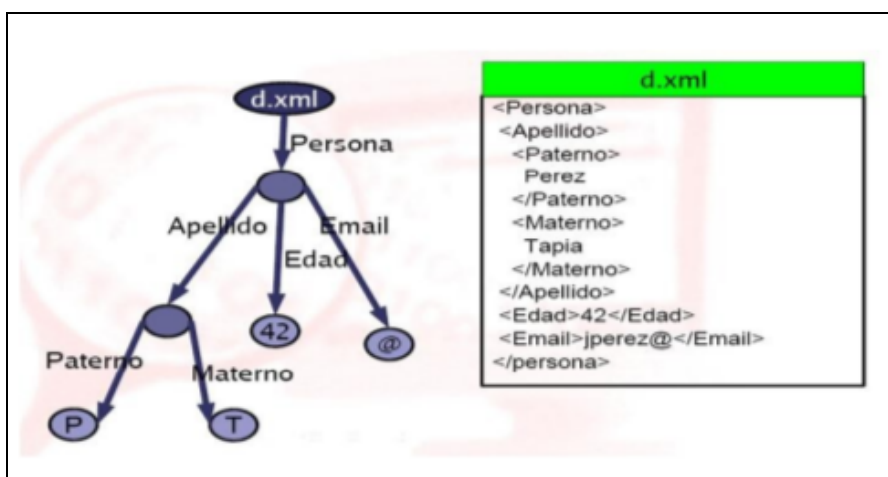 d.xml
Persona
Apellido
Email
Edad
42
@
Paterno
Materno
P
T
d.xml
<Persona>
<Apellido>
<Paterno>
Perez
</Paterno>
<Materno>
Tapia
</Materno>
</Apellido>
<Edad>42</Edad>
<Email>jperez@</Email>
</persona>